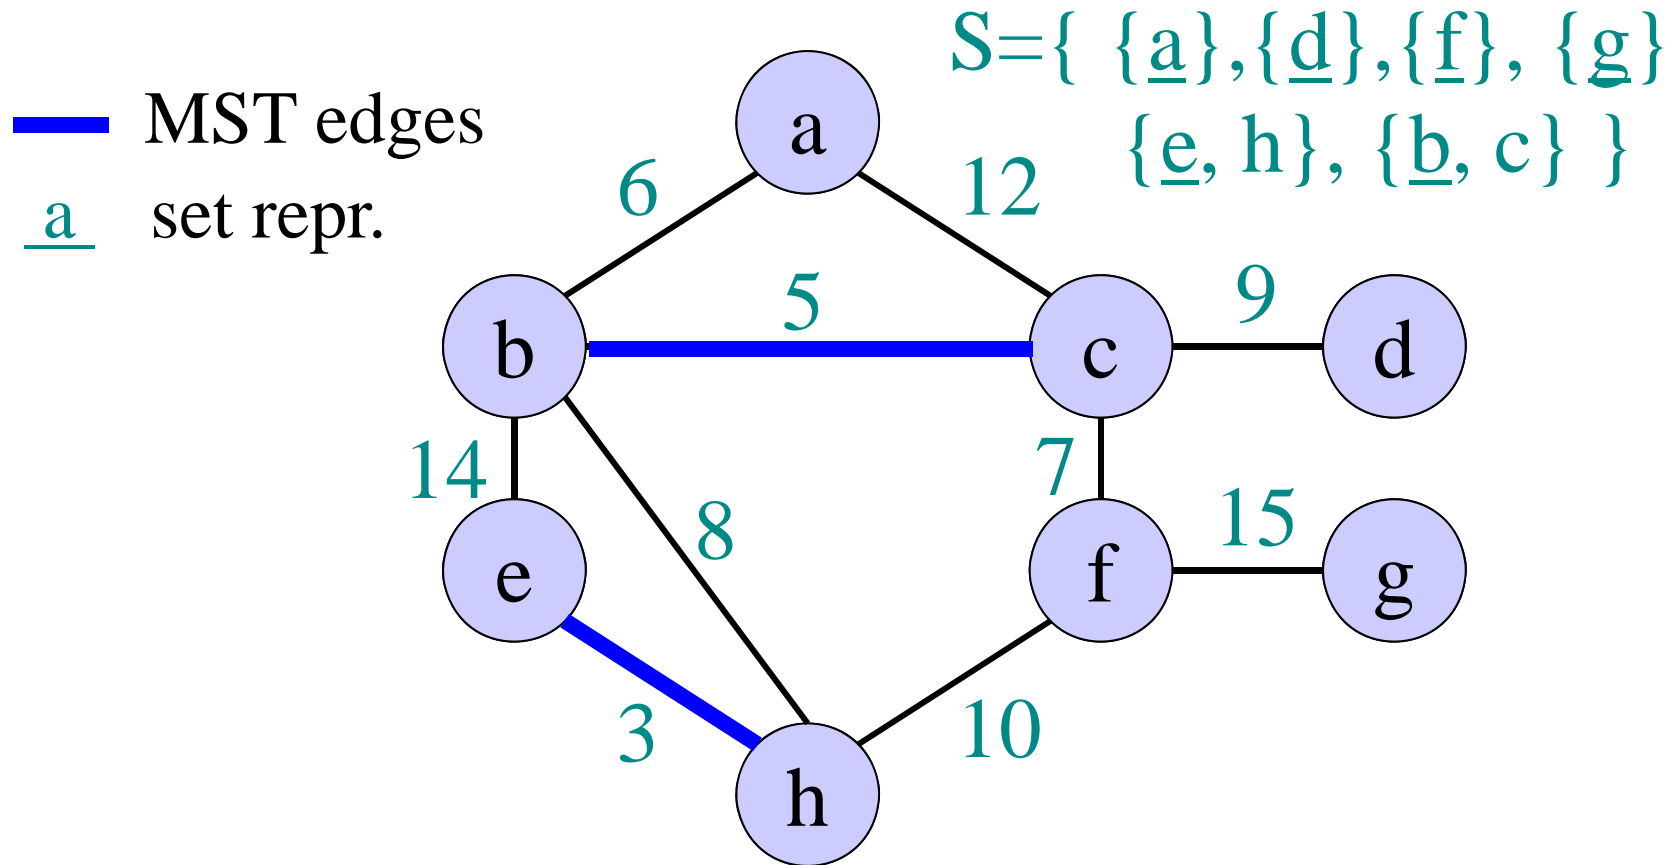 S={ {a},{d},{f}, {g}
{e, h}, {b, c} }
MST edges
a set repr.
a
6
12
5
9
b
c
d
14
7
8
15
e
f
g
3
10
h